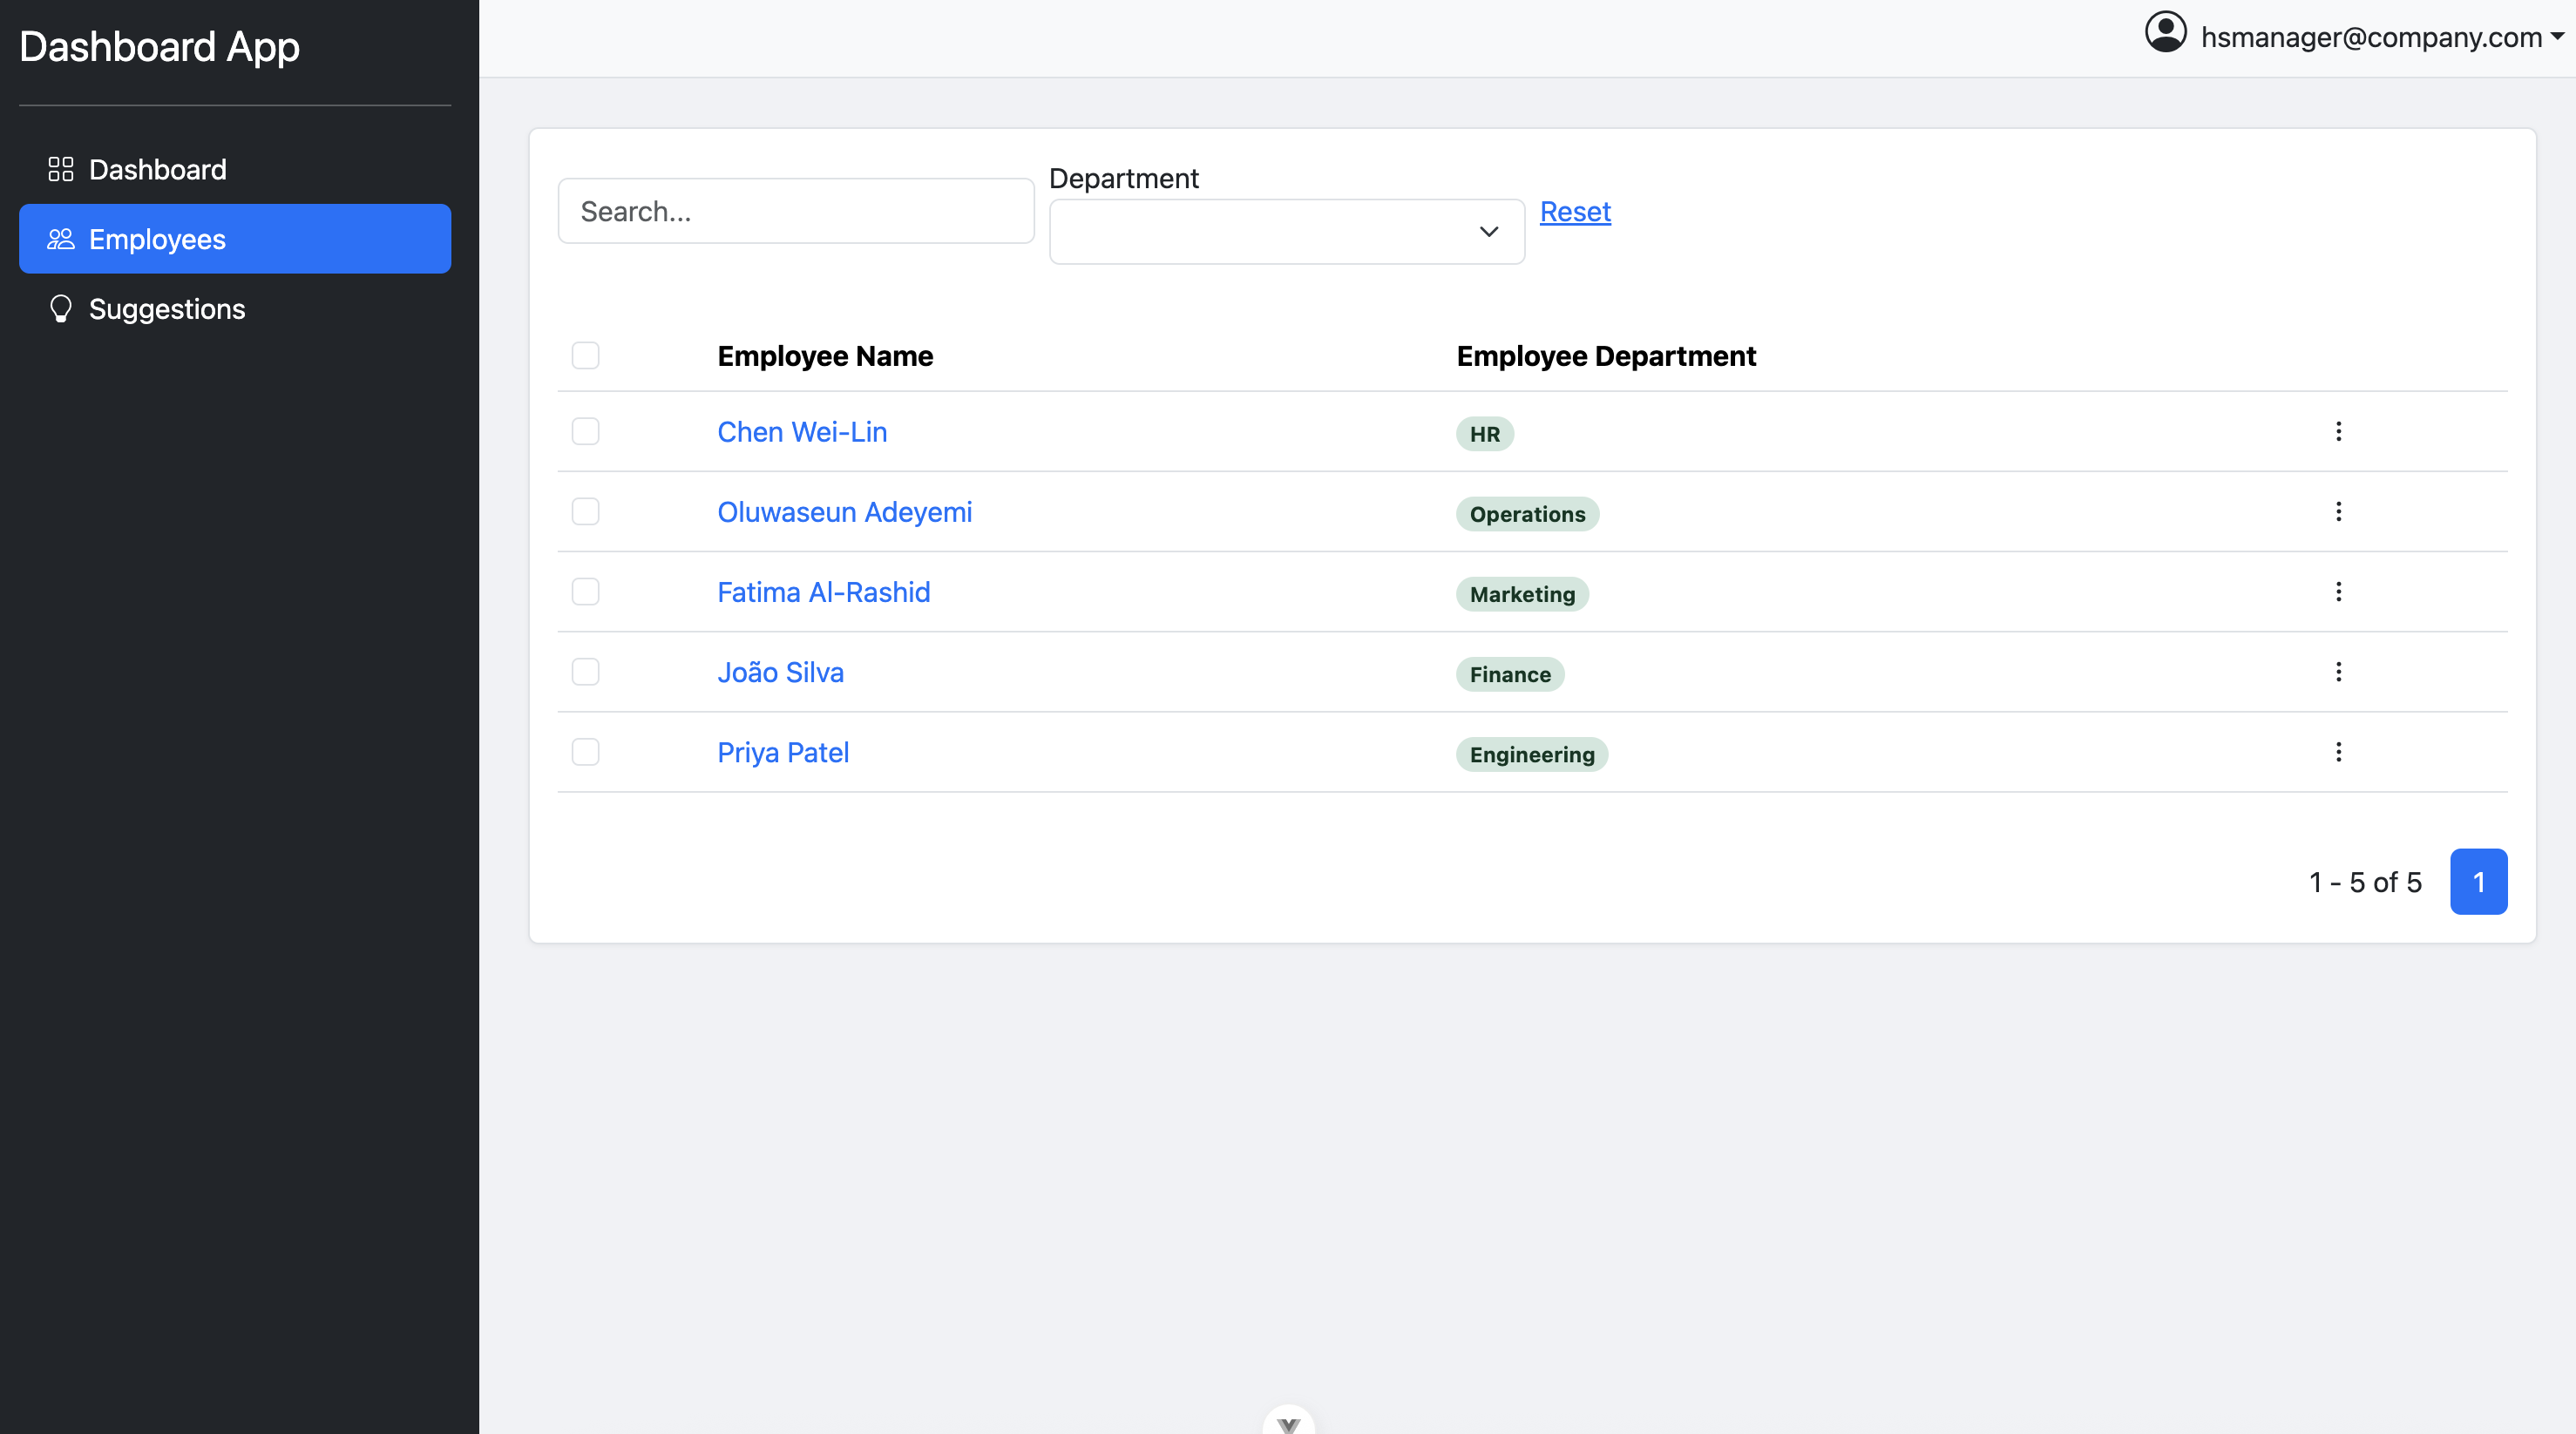 Dashboard App
Dashboard
Employees
Suggestions
hsmanager@company.com
Search...
Department
Reset
Employee Name Employee Department
Chen Wei-Lin HR
Oluwaseun Adeyemi Operations
Fatima Al-Rashid Marketing
João Silva Finance
Priya Patel Engineering
1 - 5 of 5 1